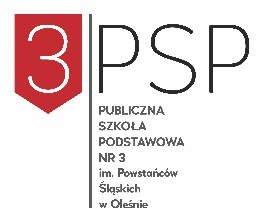 3 PSP
PUBLICZNA
SZKOŁA
PODSTAWOWA
NR 3
im. Powstańców
Śląskich
w Oleśnie